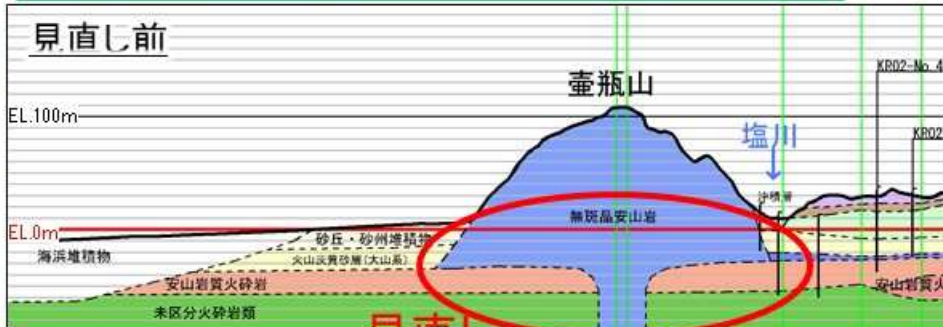 見直し前
壷瓶山
KR02-No.4
EL.100m
塩川
KR02
沖積層
無斑晶安山岩
EL.0m
砂丘・砂州堆積物
海浜堆積物
火山灰質砂層(大山系)
安山岩質火砕岩
安山岩質火
未区分火砕岩類
見直し